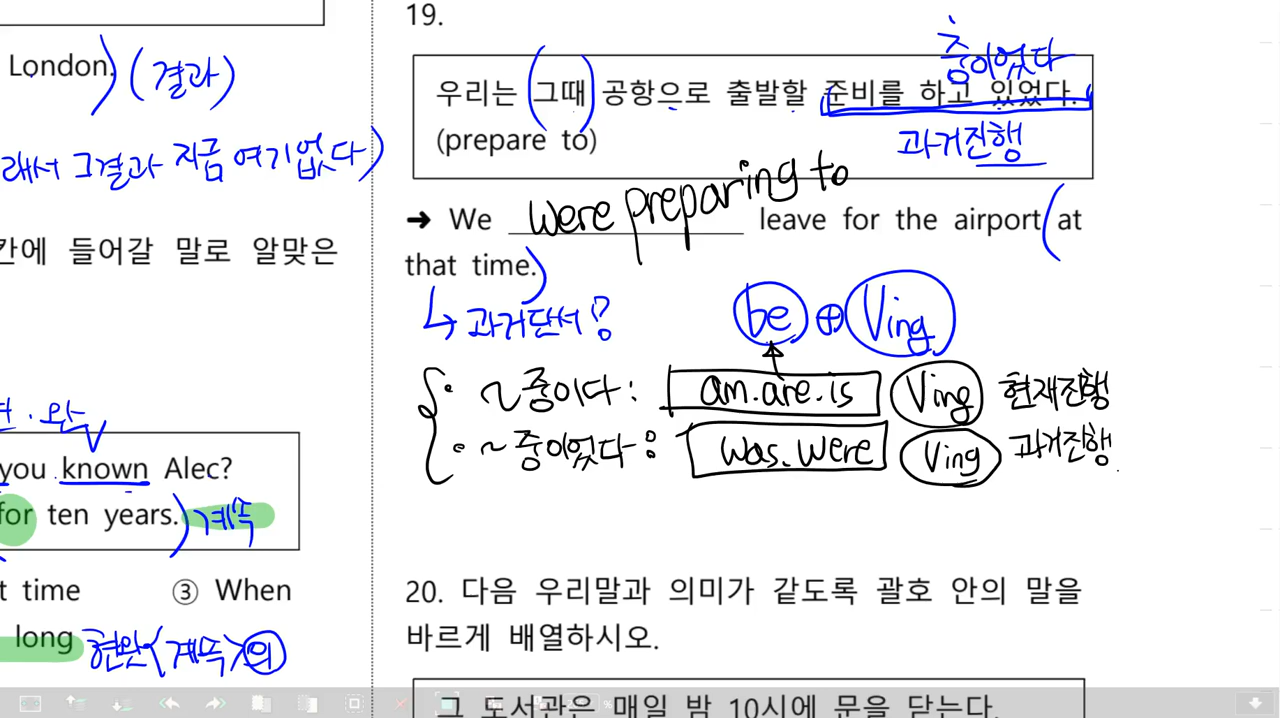 London.) (결과)
래서 그결과 지금 여기 없다)
칸에 들어갈 말로 알맞은
완
you known Alec?
for ten years.) 계속
t time ③ When
long 현완<계속>의
19.
중이었다
우리는 (그때) 공항으로 출발할 준비를 하고 있었다.
(prepare to)
과거진행
➜ We were preparing to leave for the airport (at
that time.)
↳ 과거단서!
be ⊕ Ving
~중이다: am.are.is Ving 현재진행
~중이었다: was.were Ving 과거진행
20. 다음 우리말과 의미가 같도록 괄호 안의 말을
바르게 배열하시오.
그 도서관은 매일 밤 10시에 문을 닫는다.